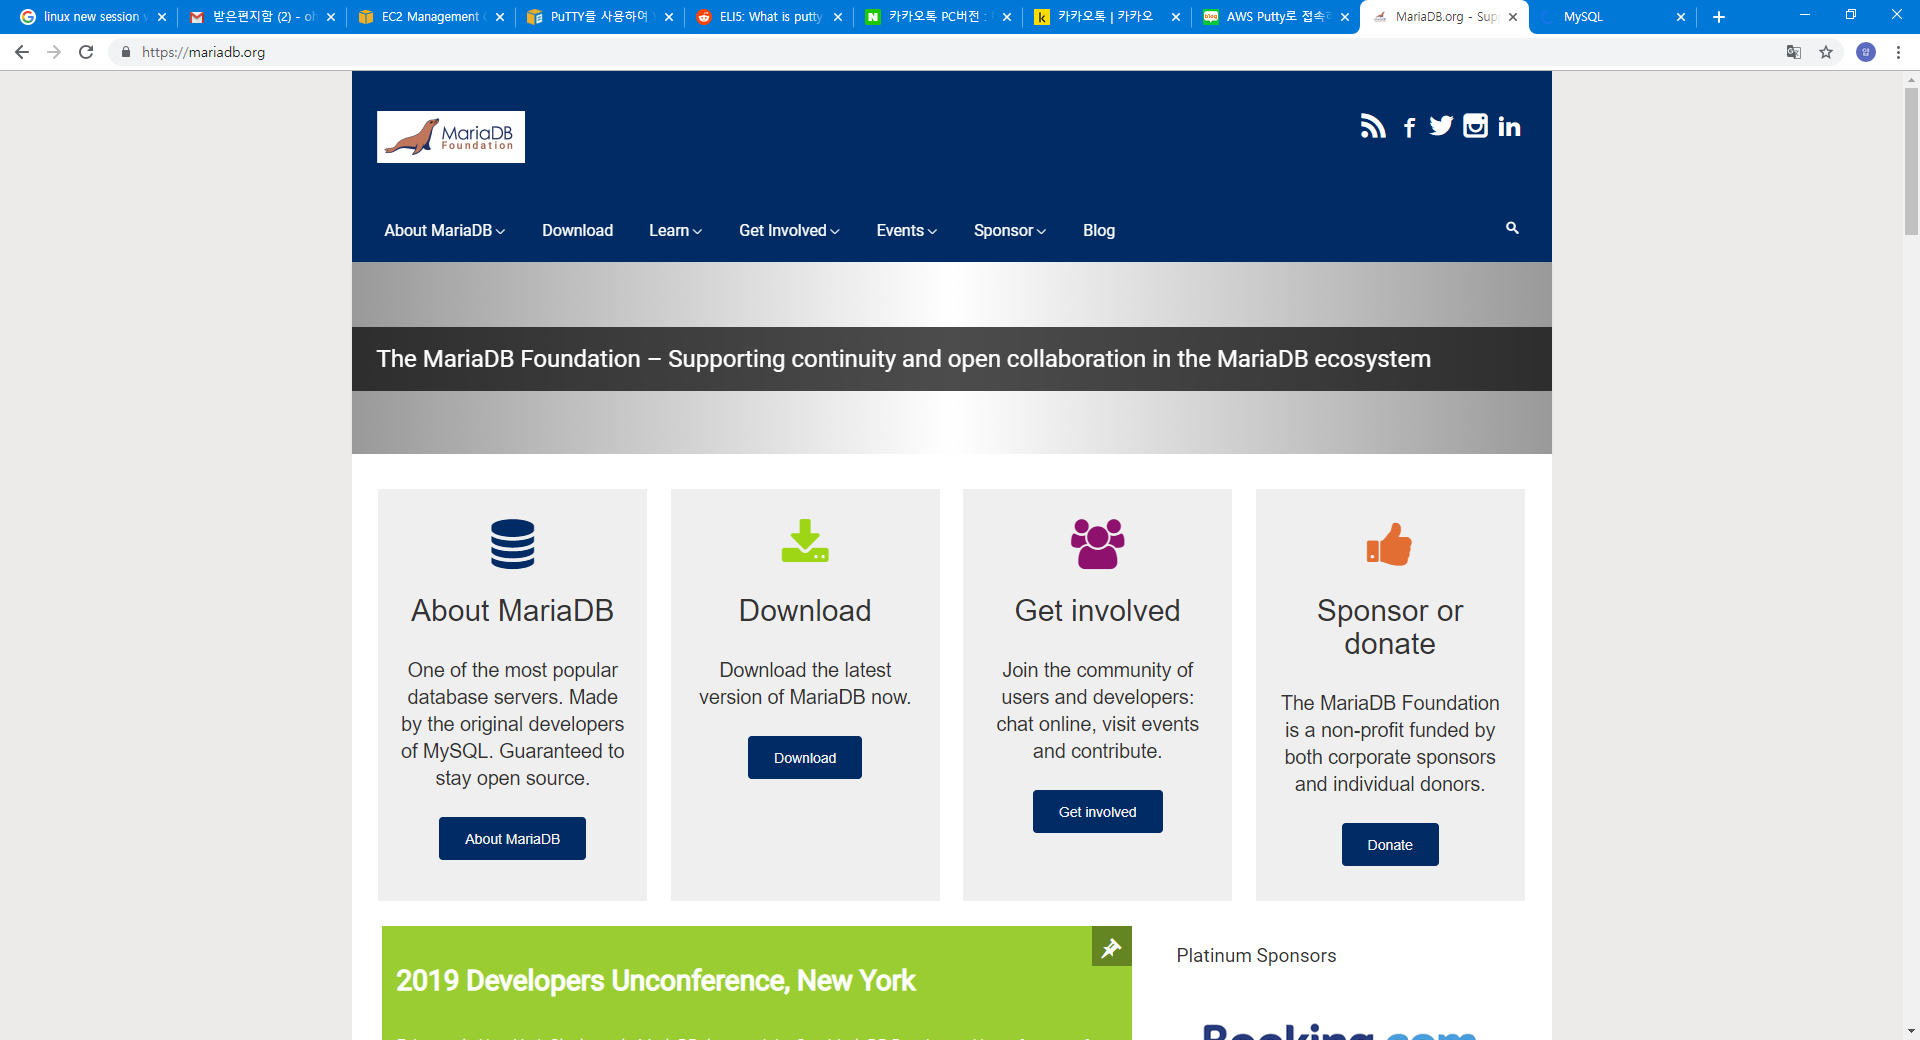 linux new session v
받은편지함 (2) - oh
EC2 Management C
PuTTY를 사용하여
ELI5: What is putty
카카오톡 PC버전 :
카카오톡 | 카카오
AWS Putty로 접속
MariaDB.org - Supp
MySQL
https://mariadb.org
MariaDB
Foundation
About MariaDB
Download
Learn
Get Involved
Events
Sponsor
Blog
The MariaDB Foundation – Supporting continuity and open collaboration in the MariaDB ecosystem
About MariaDB
One of the most popular
database servers. Made
by the original developers
of MySQL. Guaranteed to
stay open source.
About MariaDB
Download
Download the latest
version of MariaDB now.
Download
Get involved
Join the community of
users and developers:
chat online, visit events
and contribute.
Get involved
Sponsor or
donate
The MariaDB Foundation
is a non-profit funded by
both corporate sponsors
and individual donors.
Donate
2019 Developers Unconference, New York
Platinum Sponsors
Booking.com